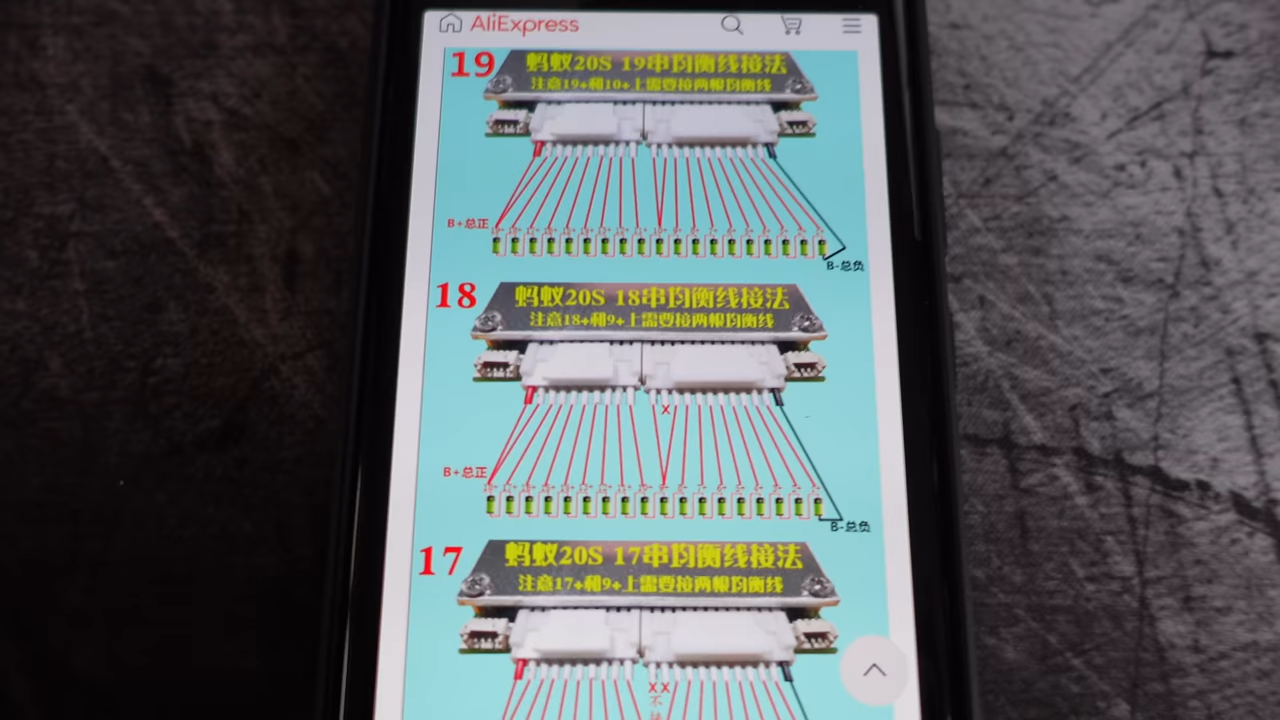 AliExpress
19
蚂蚁20S 19串均衡线接法
注意19+和10+上需要接两根均衡线
B+总正
B-总负
18
蚂蚁20S 18串均衡线接法
注意18+和9+上需要接两根均衡线
X
B+总正
B-总负
17
蚂蚁20S 17串均衡线接法
注意17+和9+上需要接两根均衡线
XX
不